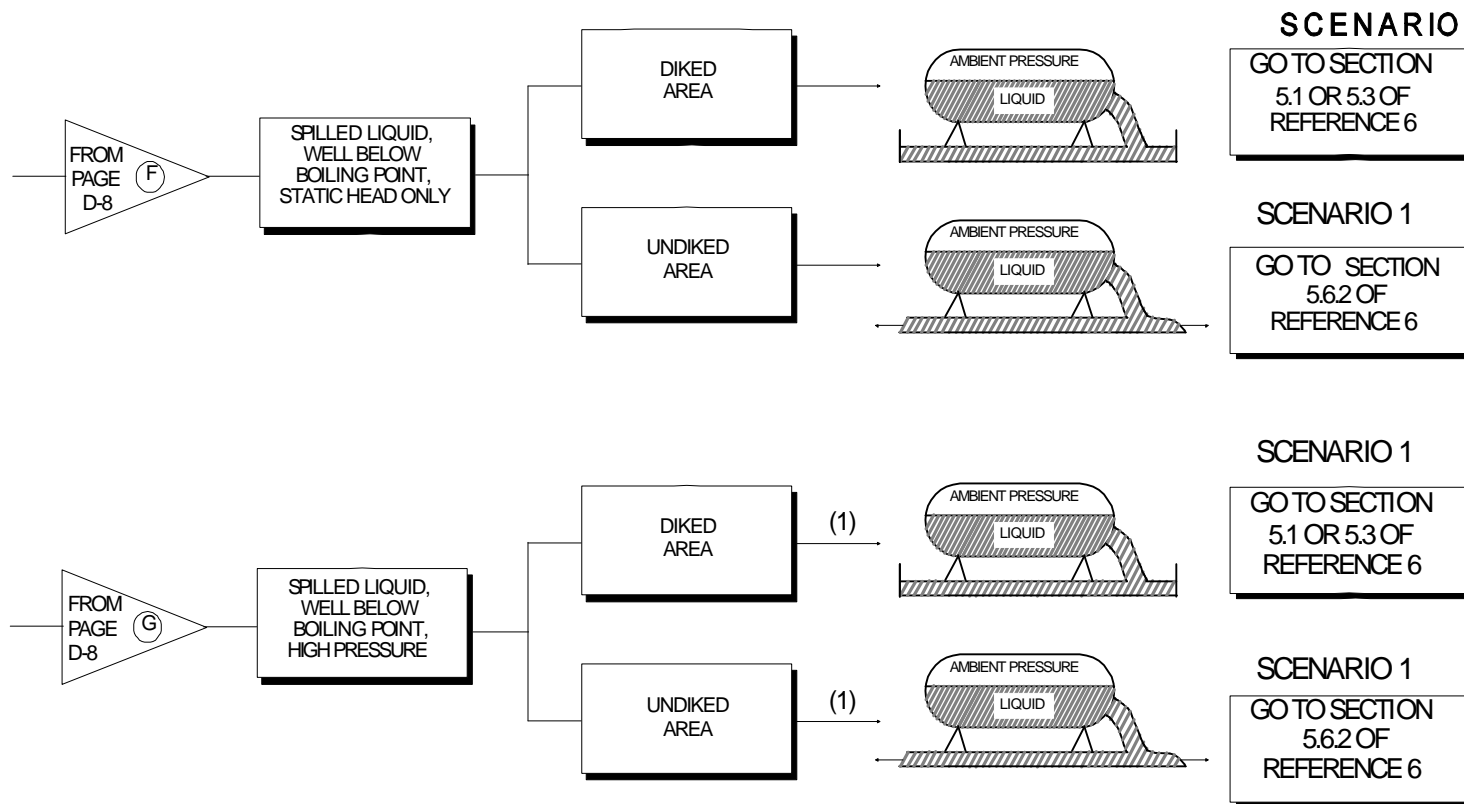 SCENARIO
FROM
PAGE
D-8
F
SPILLED LIQUID,
WELL BELOW
BOILING POINT,
STATIC HEAD ONLY
DIKED
AREA
AMBIENT PRESSURE
LIQUID
GO TO SECTION
5.1 OR 5.3 OF
REFERENCE 6
UNDIKED
AREA
AMBIENT PRESSURE
LIQUID
SCENARIO 1
GO TO SECTION
5.6.2 OF
REFERENCE 6
FROM
PAGE
D-8
G
SPILLED LIQUID,
WELL BELOW
BOILING POINT,
HIGH PRESSURE
DIKED
AREA
(1)
AMBIENT PRESSURE
LIQUID
SCENARIO 1
GO TO SECTION
5.1 OR 5.3 OF
REFERENCE 6
UNDIKED
AREA
(1)
AMBIENT PRESSURE
LIQUID
SCENARIO 1
GO TO SECTION
5.6.2 OF
REFERENCE 6